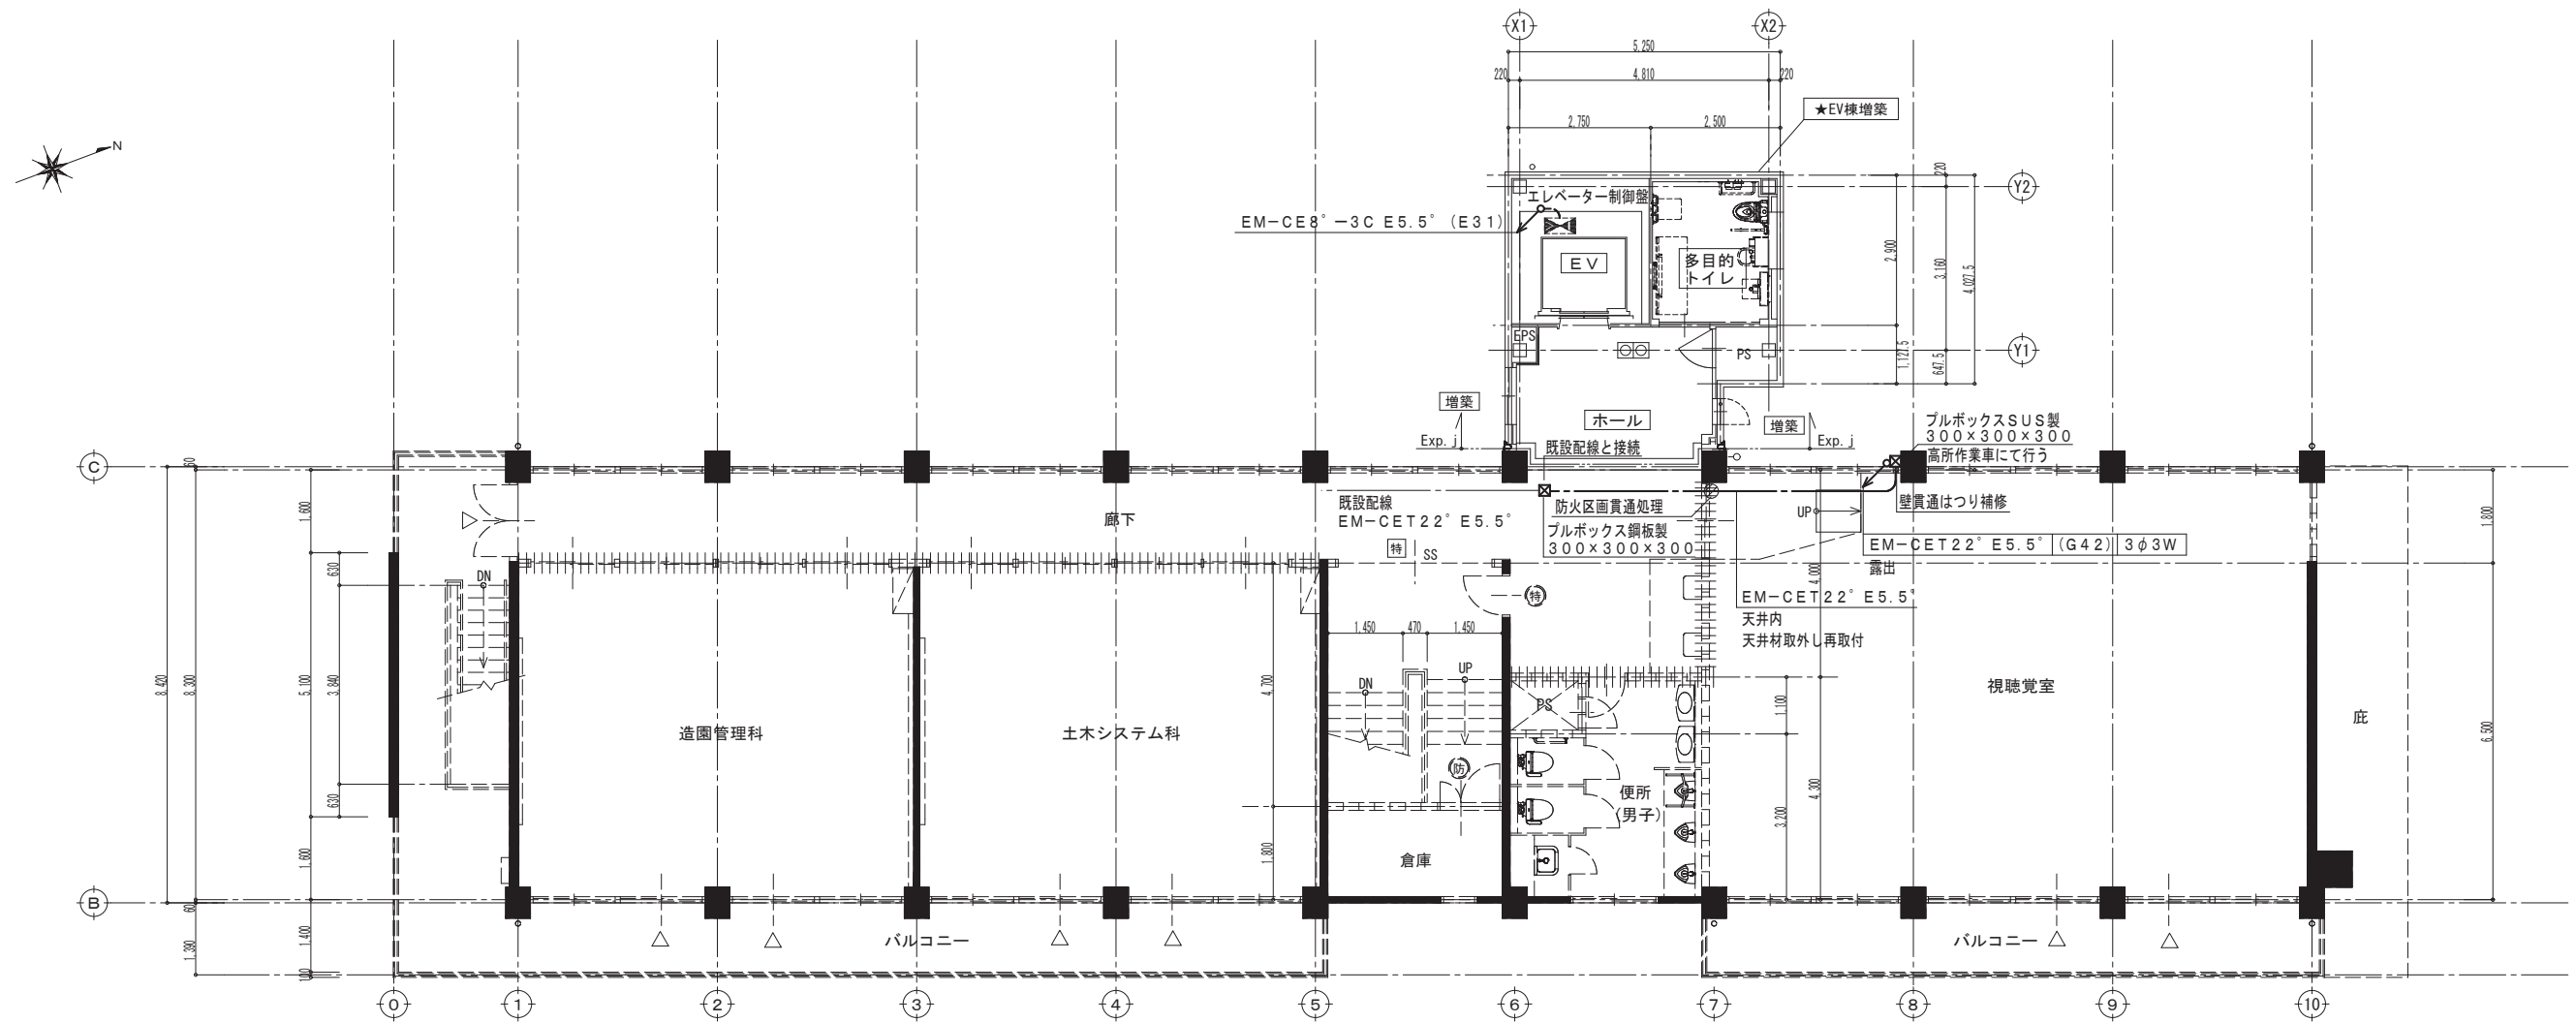 X1
X2
5,250
220
4,810
220
2,750
2,500
★EV棟増築
N
220
Y2
エレベーター制御盤
EM−CE8° −3C E5.5° (E31)
EV
多目的
トイレ
2,900
3,160
4,027.5
EPS
PS
Y1
1,127.5
647.5
増築
Exp.j
ホール
増築
Exp.j
既設配線と接続
プルボックスSUS製
300×300×300
高所作業車にて行う
C
60
既設配線
EM−CET22° E5.5°
防火区画貫通処理
プルボックス鋼板製
300×300×300
壁貫通はつり補修
UP
EM−CET22° E5.5° (G42) 3φ3W
露出
廊下
特
SS
1,600
1,800
630
DN
4,000
特
EM−CET22° E5.5°
天井内
天井材取外し再取付
1,450
470
1,450
8,420
8,300
5,100
3,840
4,700
DN
UP
PS
1,100
視聴覚室
庇
6,500
造園管理科
土木システム科
防
便所
(男子)
3,200
4,300
630
1,600
1,800
倉庫
B
60
1,400
1,390
100
バルコニー
バルコニー
0
1
2
3
4
5
6
7
8
9
10